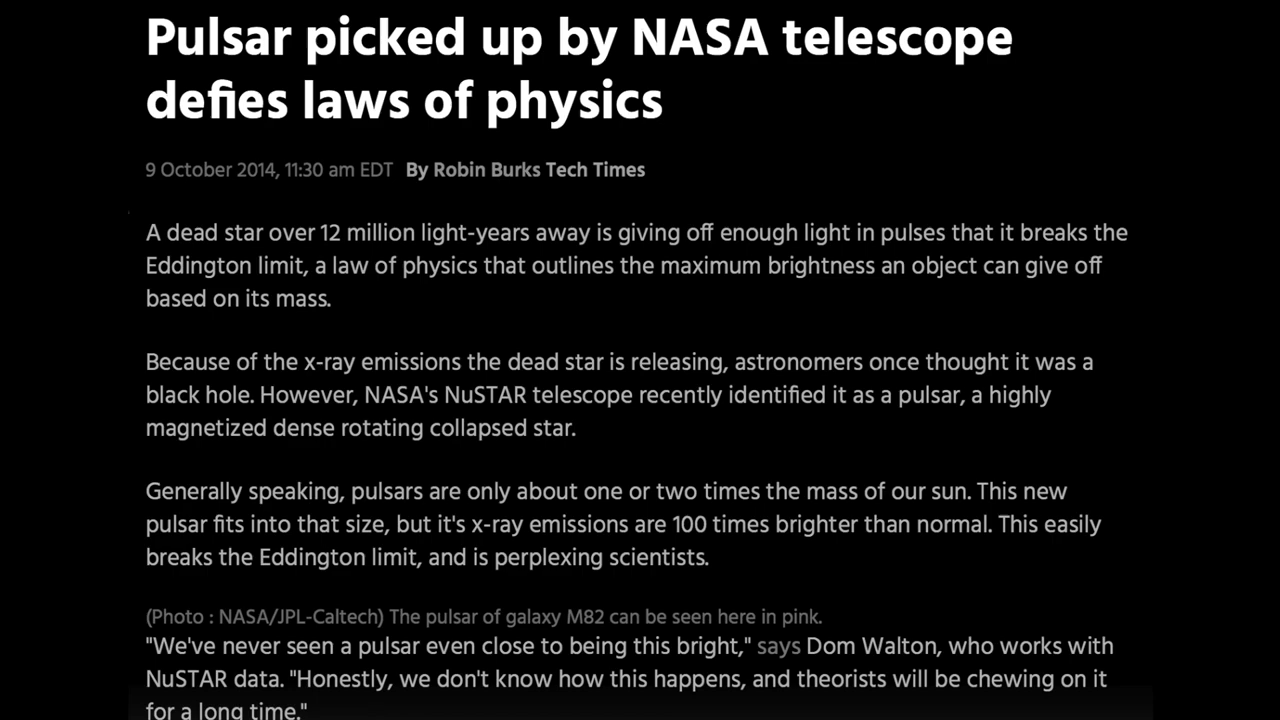 Pulsar picked up by NASA telescope
defies laws of physics
9 October 2014, 11:30 am EDT By Robin Burks Tech Times
A dead star over 12 million light-years away is giving off enough light in pulses that it breaks the
Eddington limit, a law of physics that outlines the maximum brightness an object can give off
based on its mass.
Because of the x-ray emissions the dead star is releasing, astronomers once thought it was a
black hole. However, NASA's NuSTAR telescope recently identified it as a pulsar, a highly
magnetized dense rotating collapsed star.
Generally speaking, pulsars are only about one or two times the mass of our sun. This new
pulsar fits into that size, but it's x-ray emissions are 100 times brighter than normal. This easily
breaks the Eddington limit, and is perplexing scientists.
(Photo : NASA/JPL-Caltech) The pulsar of galaxy M82 can be seen here in pink.
"We've never seen a pulsar even close to being this bright," says Dom Walton, who works with
NuSTAR data. "Honestly, we don't know how this happens, and theorists will be chewing on it
for a long time."